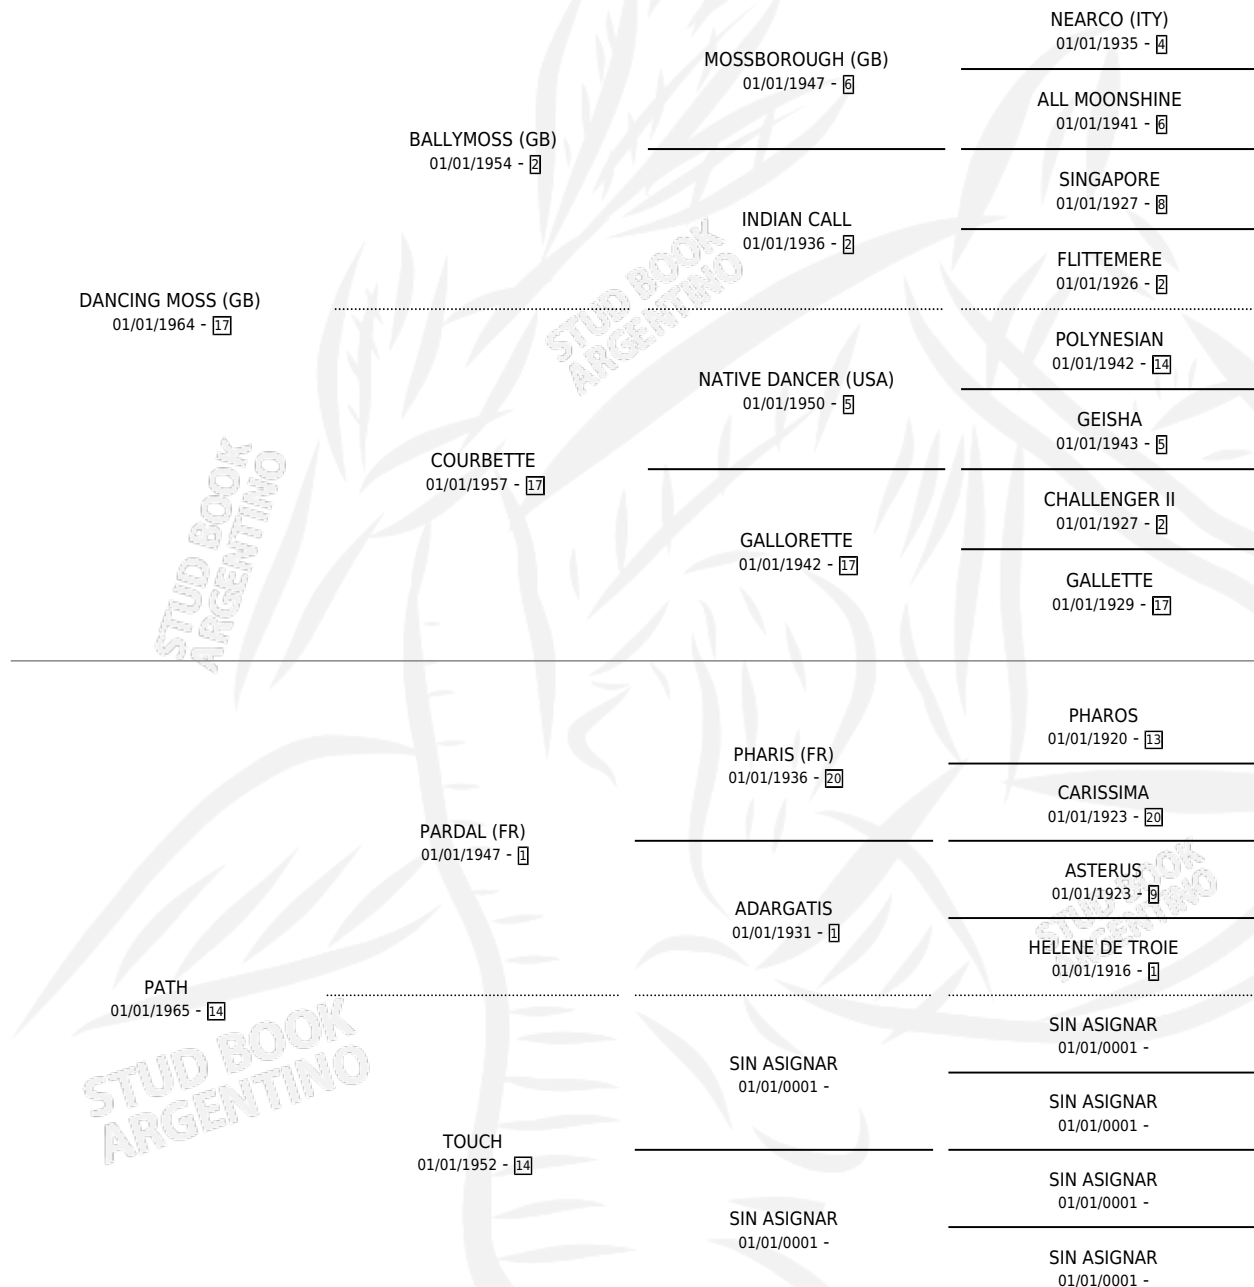 NEARCO (ITY)
01/01/1935 - 4
MOSSBOROUGH (GB)
01/01/1947 - 6
ALL MOONSHINE
01/01/1941 - 6
BALLYMOSS (GB)
01/01/1954 - 2
SINGAPORE
01/01/1927 - 8
INDIAN CALL
01/01/1936 - 2
FLITTEMERE
01/01/1926 - 2
DANCING MOSS (GB)
01/01/1964 - 17
POLYNESIAN
01/01/1942 - 14
NATIVE DANCER (USA)
01/01/1950 - 5
GEISHA
01/01/1943 - 5
COURBETTE
01/01/1957 - 17
CHALLENGER II
01/01/1927 - 2
GALLORETTE
01/01/1942 - 17
GALLETTE
01/01/1929 - 17
PHAROS
01/01/1920 - 13
PHARIS (FR)
01/01/1936 - 20
CARISSIMA
01/01/1923 - 20
PARDAL (FR)
01/01/1947 - 1
ASTERUS
01/01/1923 - 9
ADARGATIS
01/01/1931 - 1
HELENE DE TROIE
01/01/1916 - 1
PATH
01/01/1965 - 14
SIN ASIGNAR
01/01/0001 -
SIN ASIGNAR
01/01/0001 -
SIN ASIGNAR
01/01/0001 -
TOUCH
01/01/1952 - 14
SIN ASIGNAR
01/01/0001 -
SIN ASIGNAR
01/01/0001 -
SIN ASIGNAR
01/01/0001 -
STUD BOOK
ARGENTINO
STUD BOOK
ARGENTINO
STUD BOOK
ARGENTINO
STUD BOOK
ARGENTINO